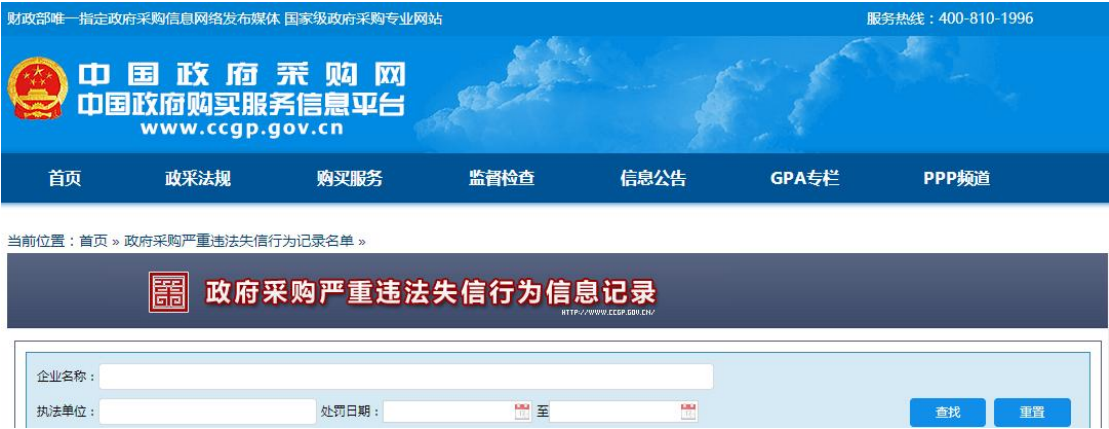 财政部唯一指定政府采购信息网络发布媒体 国家级政府采购专业网站
服务热线：400-810-1996
中国政府采购网
中国政府购买服务信息平台
www.ccgp.gov.cn
首页 政采法规 购买服务 监督检查 信息公告 GPA专栏 PPP频道
当前位置：首页 » 政府采购严重违法失信行为记录名单 »
政府采购严重违法失信行为信息记录
HTTP://WWW.CCGP.GOV.CN/
企业名称：
执法单位： 处罚日期： 至 查找 重置